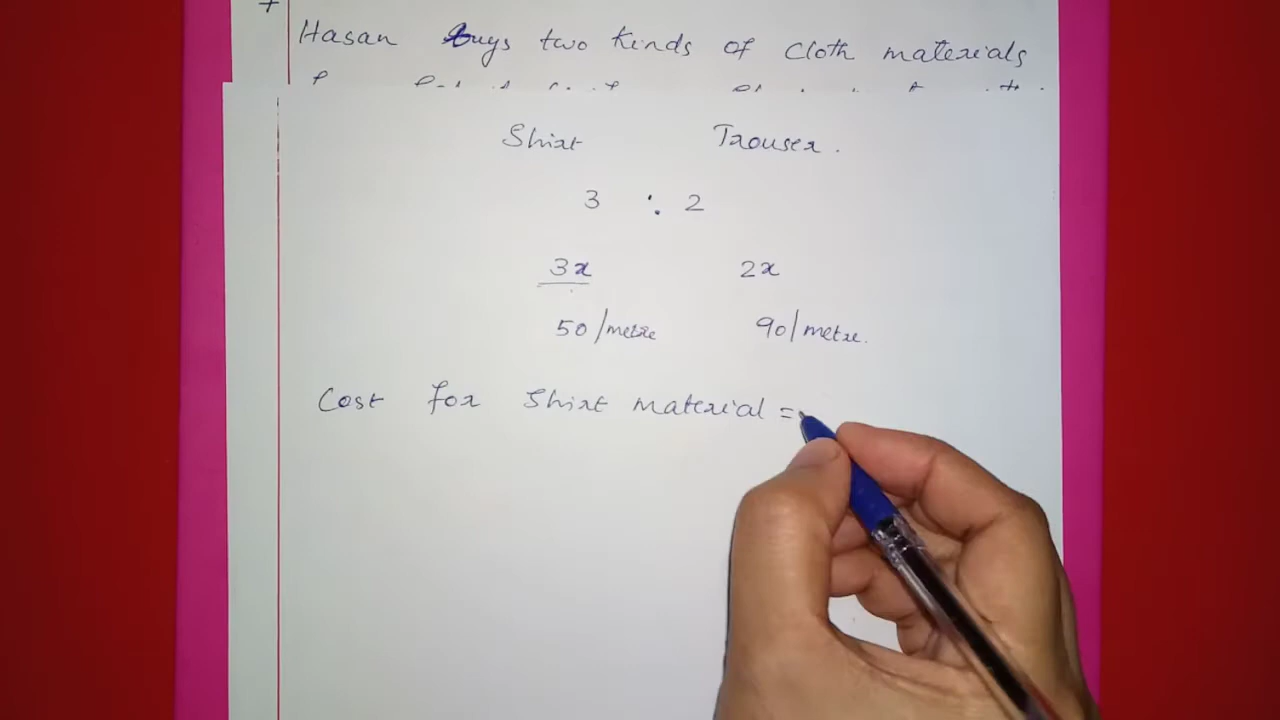 Hasan buys two kinds of cloth materials
Shirt Trouser.
3 : 2
3x 2x
50/metre 90/metre.
Cost for Shirt material =